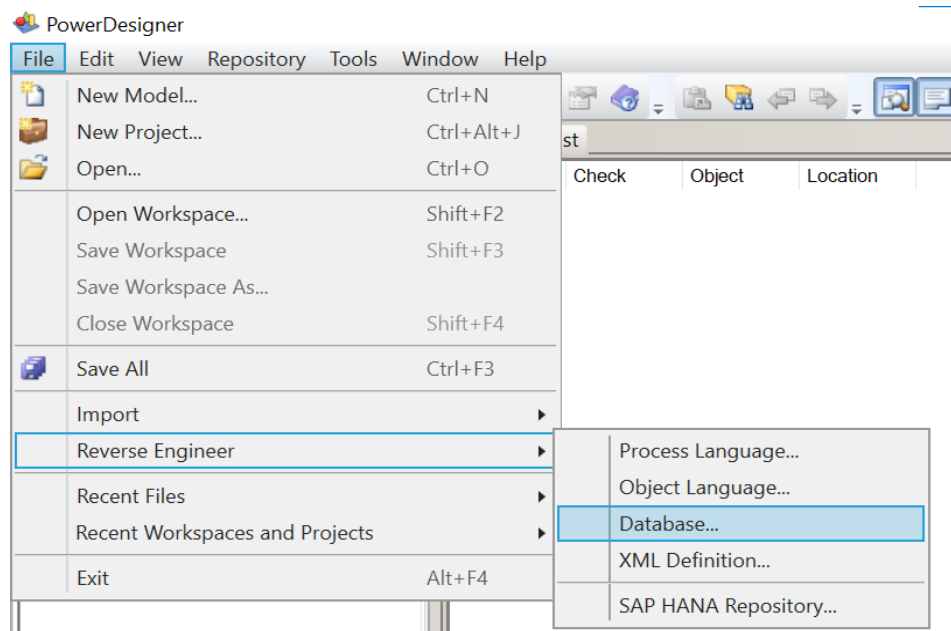 PowerDesigner
File Edit View Repository Tools Window Help
New Model... Ctrl+N
New Project... Ctrl+Alt+J
st
Open... Ctrl+O
Check Object Location
Open Workspace... Shift+F2
Save Workspace Shift+F3
Save Workspace As...
Close Workspace Shift+F4
Save All Ctrl+F3
Import
Reverse Engineer
Process Language...
Object Language...
Recent Files
Database...
Recent Workspaces and Projects
XML Definition...
Exit Alt+F4
SAP HANA Repository...